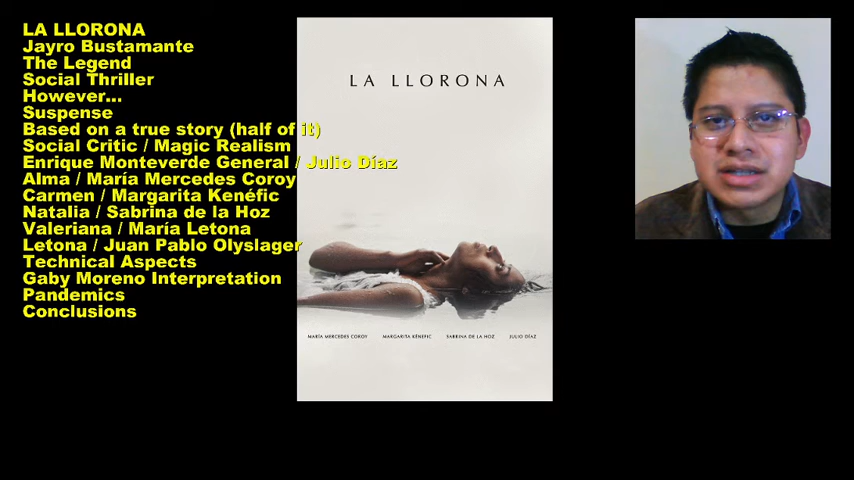 LA LLORONA
Jayro Bustamante
The Legend
Social Thriller
However...
Suspense
Based on a true story (half of it)
Social Critic / Magic Realism
Enrique Monteverde General / Julio Díaz
Alma / María Mercedes Coroy
Carmen / Margarita Kenéfic
Natalia / Sabrina de la Hoz
Valeriana / María Letona
Letona / Juan Pablo Olyslager
Technical Aspects
Gaby Moreno Interpretation
Pandemics
Conclusions
LA LLORONA
MARÍA MERCEDES COROY MARGARITA KÉNEFIC SABRINA DE LA HOZ JULIO DÍAZ